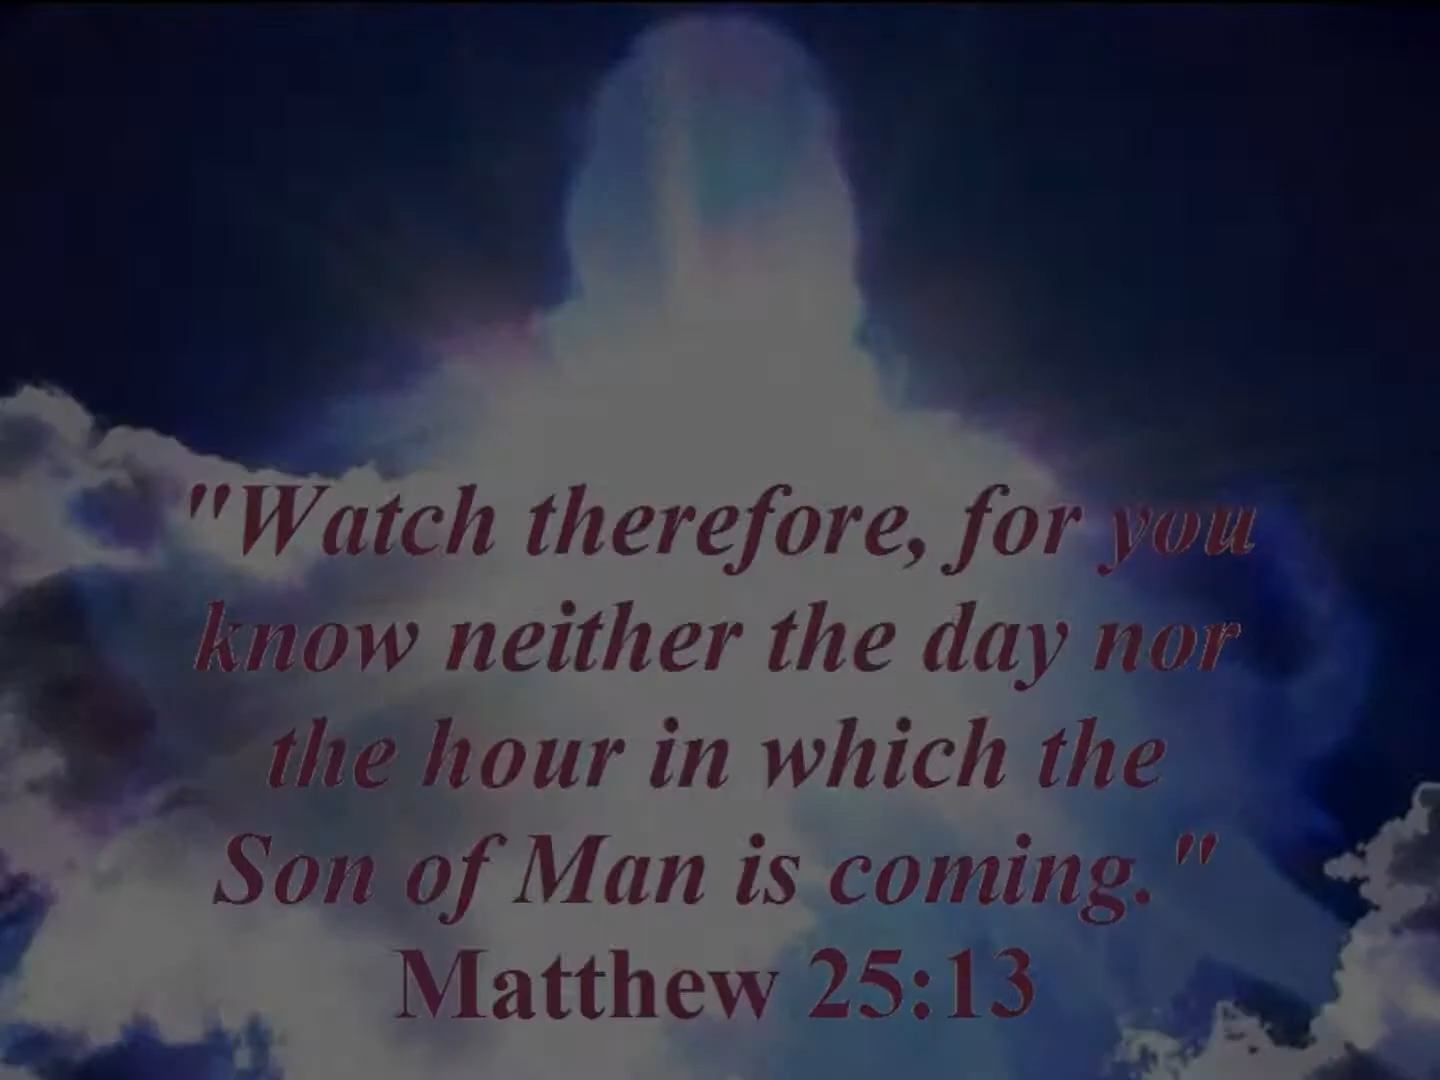 "Watch therefore, for you
know neither the day nor
the hour in which the
Son of Man is coming."
Matthew 25:13